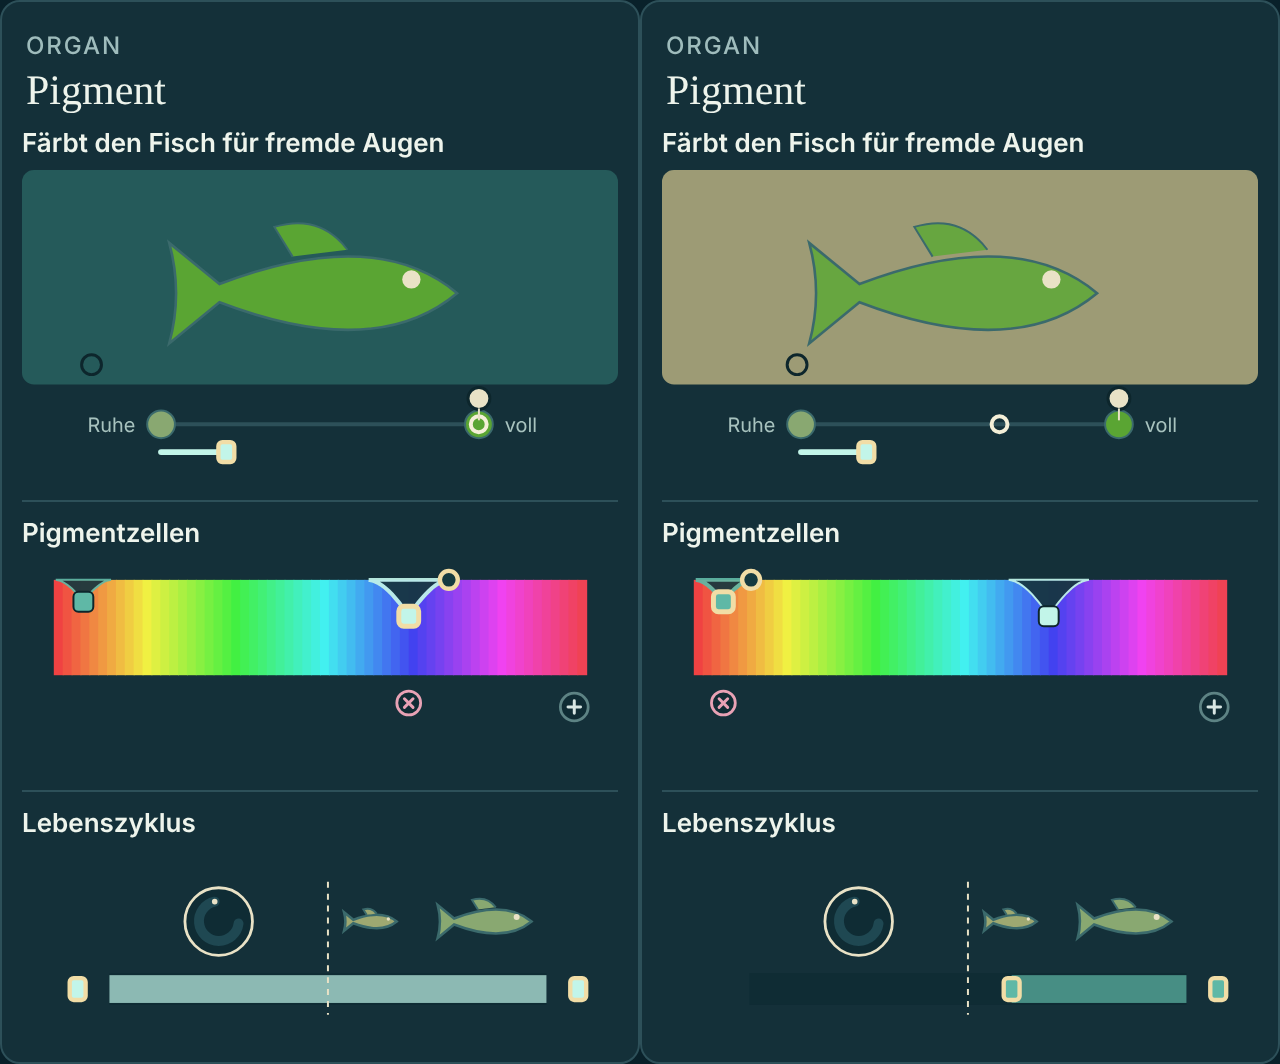 ORGAN
Pigment
Färbt den Fisch für fremde Augen
Ruhe voll
Pigmentzellen
Lebenszyklus
ORGAN
Pigment
Färbt den Fisch für fremde Augen
Ruhe voll
Pigmentzellen
Lebenszyklus